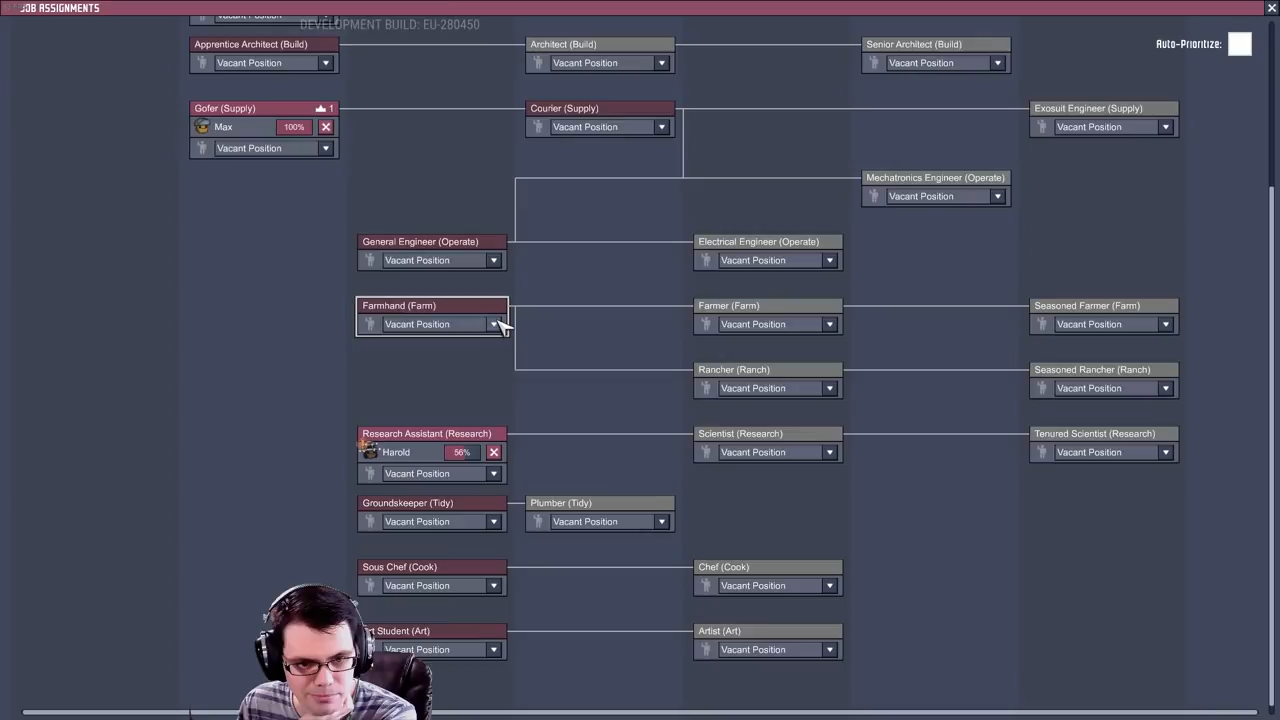 JOB ASSIGNMENTS
DEVELOPMENT BUILD: EU-280450
Auto-Prioritize:
Apprentice Architect (Build)
Vacant Position
Architect (Build)
Vacant Position
Senior Architect (Build)
Vacant Position
Gofer (Supply) 1
Max 100%
Vacant Position
Courier (Supply)
Vacant Position
Exosuit Engineer (Supply)
Vacant Position
Mechatronics Engineer (Operate)
Vacant Position
General Engineer (Operate)
Vacant Position
Electrical Engineer (Operate)
Vacant Position
Farmhand (Farm)
Vacant Position
Farmer (Farm)
Vacant Position
Seasoned Farmer (Farm)
Vacant Position
Rancher (Ranch)
Vacant Position
Seasoned Rancher (Ranch)
Vacant Position
Research Assistant (Research)
Harold 56%
Vacant Position
Scientist (Research)
Vacant Position
Tenured Scientist (Research)
Vacant Position
Groundskeeper (Tidy)
Vacant Position
Plumber (Tidy)
Vacant Position
Sous Chef (Cook)
Vacant Position
Chef (Cook)
Vacant Position
Student (Art)
Vacant Position
Artist (Art)
Vacant Position